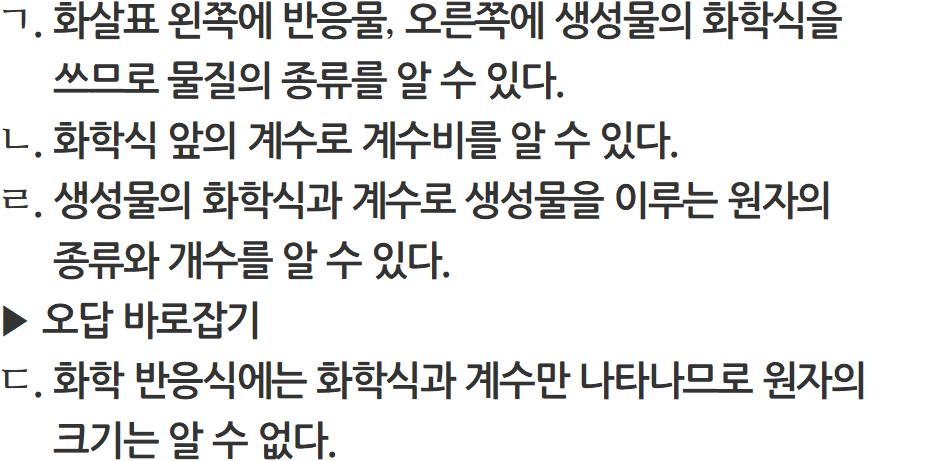 ㄱ. 화살표 왼쪽에 반응물, 오른쪽에 생성물의 화학식을
쓰므로 물질의 종류를 알 수 있다.
ㄴ. 화학식 앞의 계수로 계수비를 알 수 있다.
ㄹ. 생성물의 화학식과 계수로 생성물을 이루는 원자의
종류와 개수를 알 수 있다.
▶ 오답 바로잡기
ㄷ. 화학 반응식에는 화학식과 계수만 나타나므로 원자의
크기는 알 수 없다.